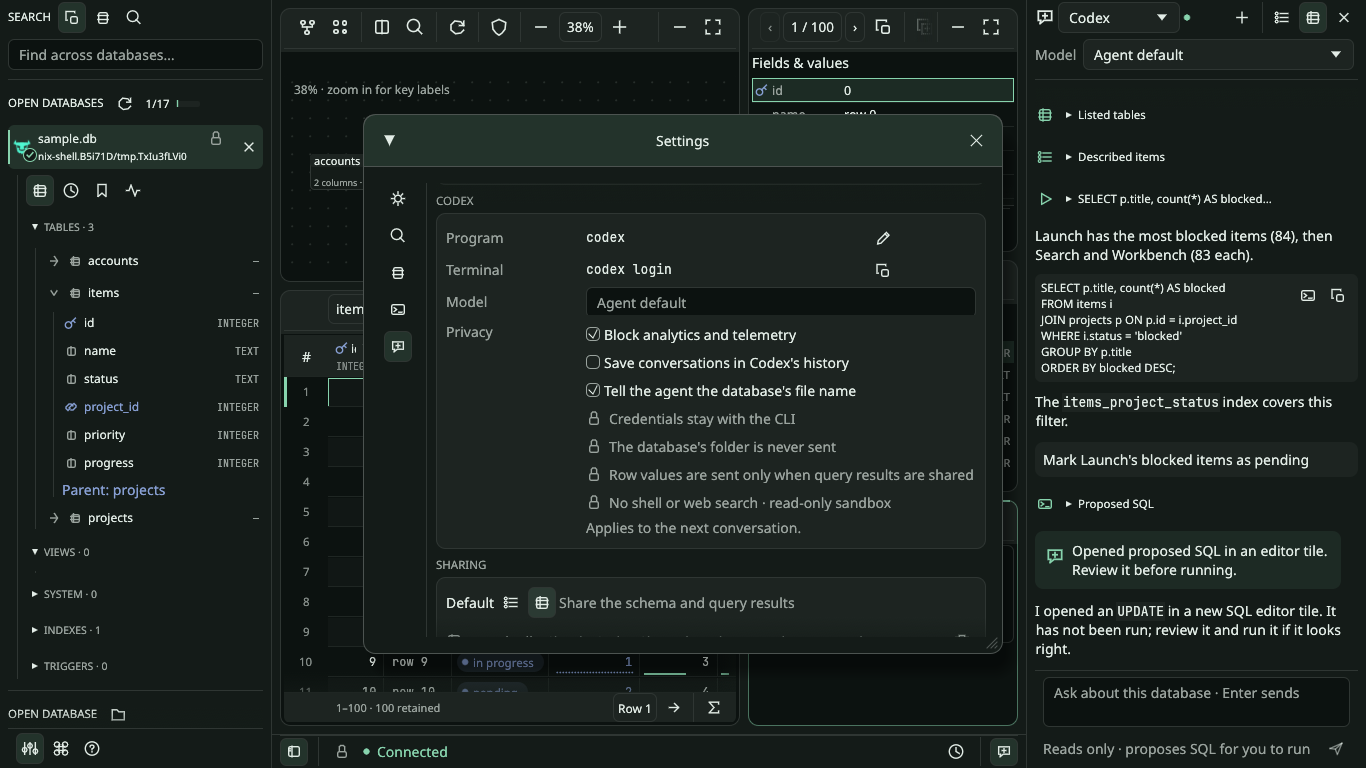 SEARCH
Find across databases...
OPEN DATABASES 1/17
sample.db
nix-shell.B5i71D/tmp.TxIu3fLVi0
TABLES · 3
accounts –
items –
id INTEGER
name TEXT
status TEXT
project_id INTEGER
priority INTEGER
progress INTEGER
Parent: projects
projects –
VIEWS · 0
SYSTEM · 0
INDEXES · 1
TRIGGERS · 0
OPEN DATABASE
38%
38% · zoom in for key labels
accounts
2 columns ·
1 / 100
Fields & values
id 0
name row 0
item
# id
INTEG
1
2
3
4
5
6
7
8
9
10 9 row 9 in progress 1 3
11 10 row 10 pending 2 4
1–100 · 100 retained
Row 1
Connected
Settings
CODEX
Program codex
Terminal codex login
Model Agent default
Privacy
Block analytics and telemetry
Save conversations in Codex's history
Tell the agent the database's file name
Credentials stay with the CLI
The database's folder is never sent
Row values are sent only when query results are shared
No shell or web search · read-only sandbox
Applies to the next conversation.
SHARING
Default Share the schema and query results
Codex
Model Agent default
Listed tables
Described items
SELECT p.title, count(*) AS blocked...
Launch has the most blocked items (84), then
Search and Workbench (83 each).
SELECT p.title, count(*) AS blocked
FROM items i
JOIN projects p ON p.id = i.project_id
WHERE i.status = 'blocked'
GROUP BY p.title
ORDER BY blocked DESC;
The items_project_status index covers this
filter.
Mark Launch's blocked items as pending
Proposed SQL
Opened proposed SQL in an editor tile.
Review it before running.
I opened an UPDATE in a new SQL editor tile. It
has not been run; review it and run it if it looks
right.
Ask about this database · Enter sends
Reads only · proposes SQL for you to run